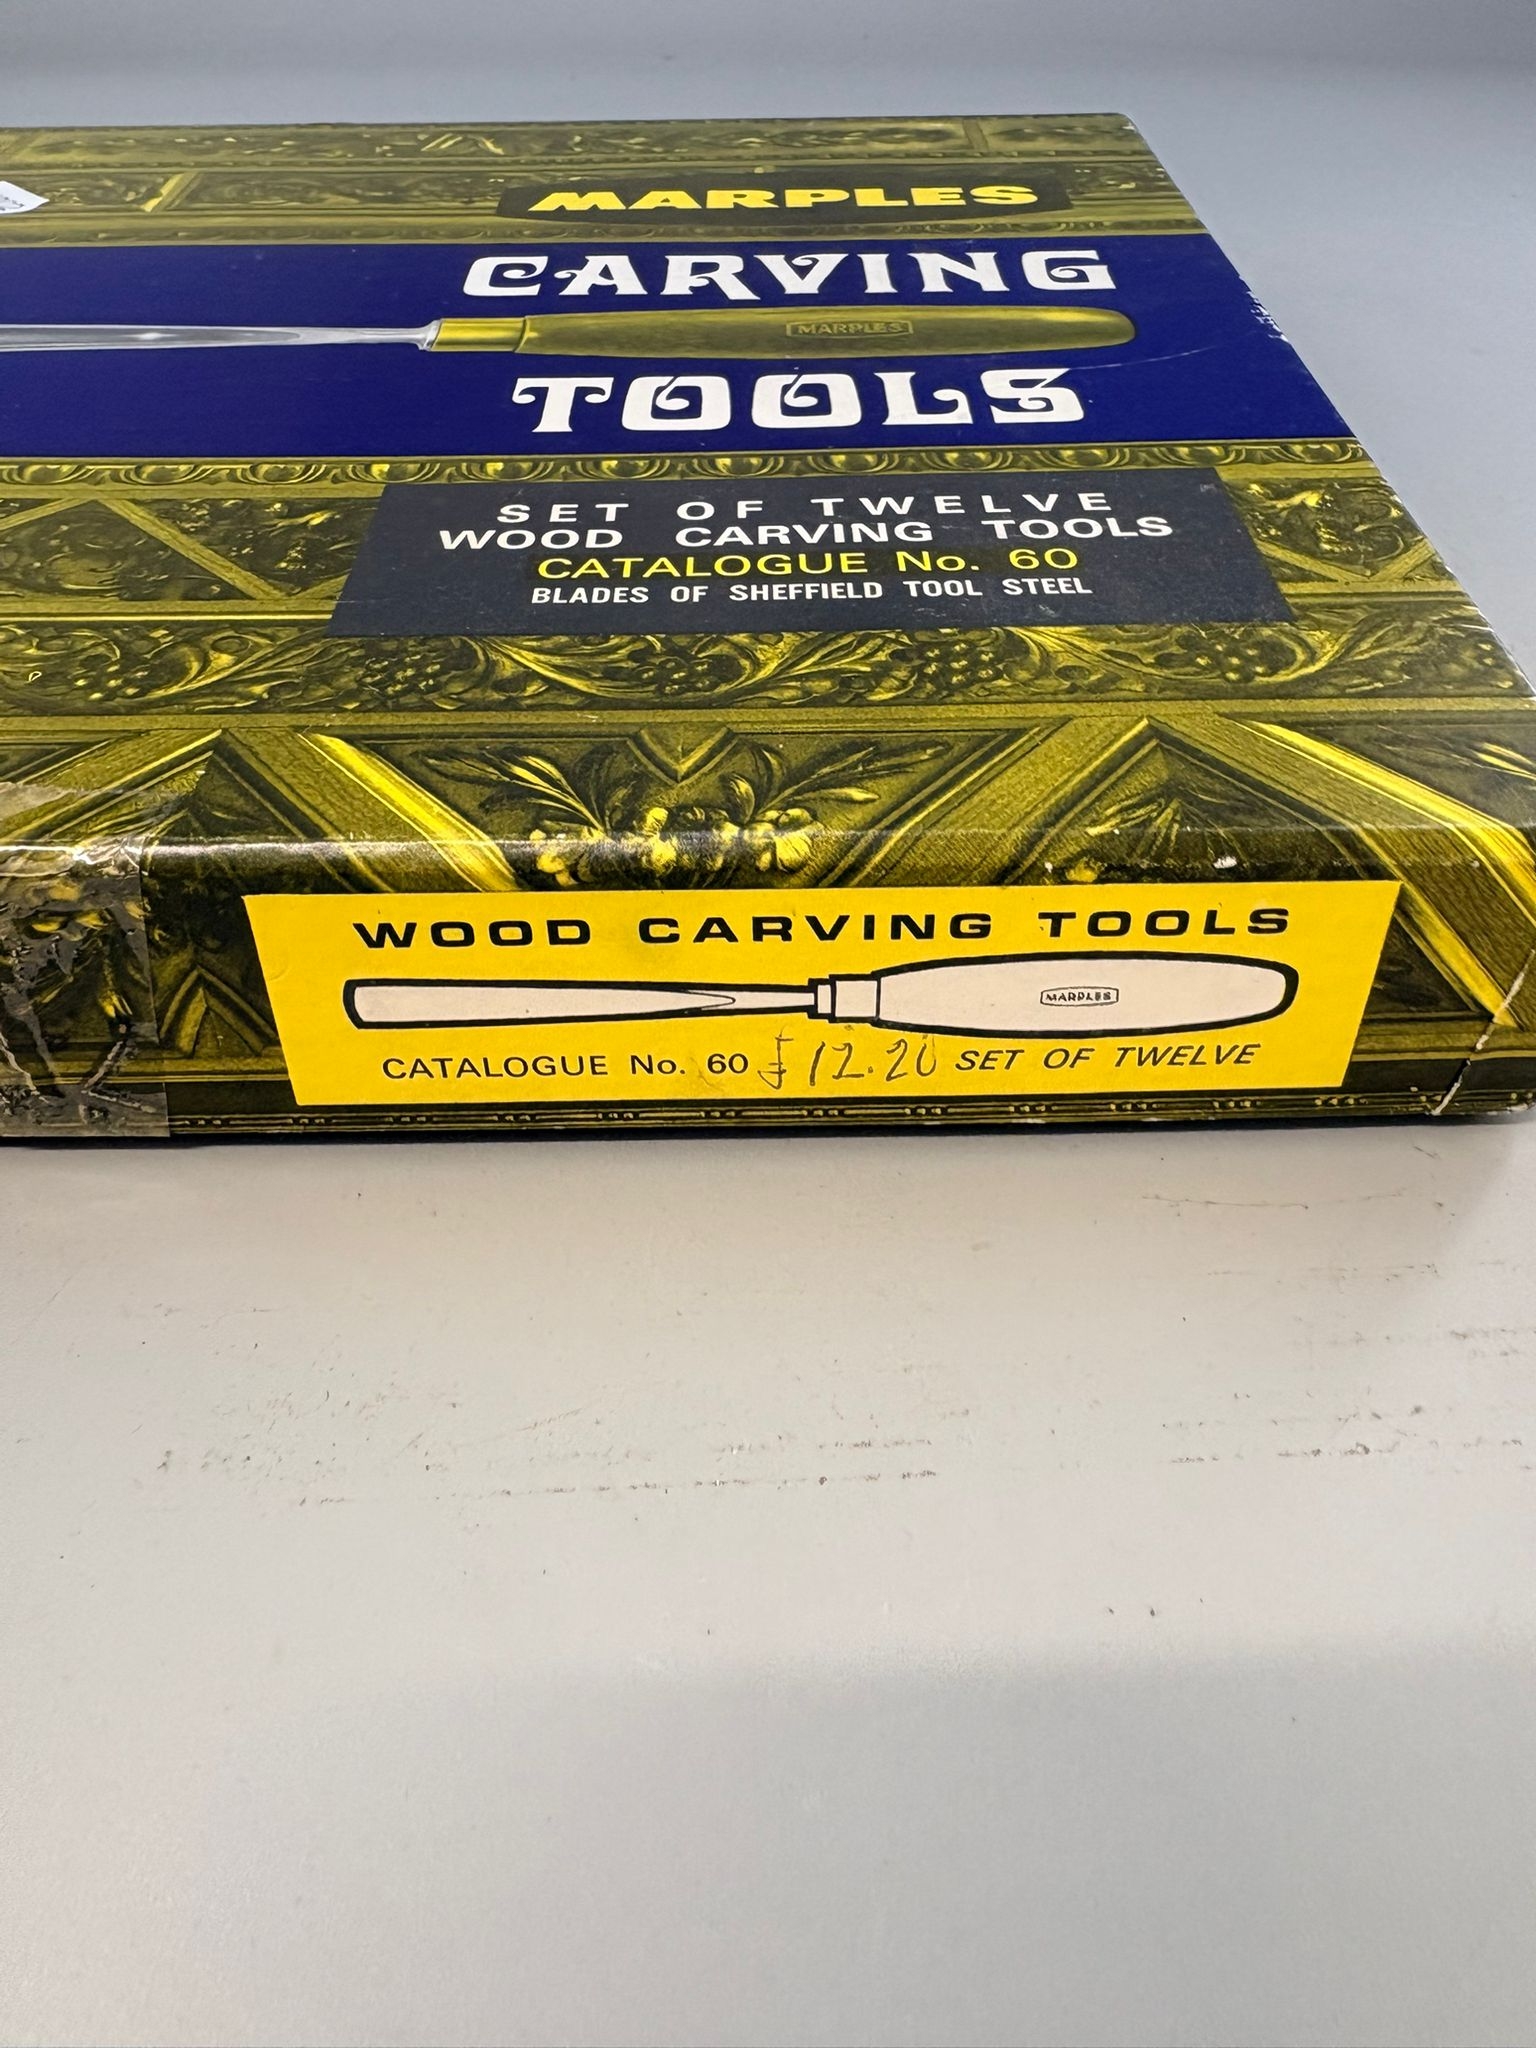 MARPLES
CARVING
MARPLES
TOOLS
SET OF TWELVE
WOOD CARVING TOOLS
CATALOGUE No. 60
BLADES OF SHEFFIELD TOOL STEEL
WOOD CARVING TOOLS
MARPLES
CATALOGUE No. 60 £12.20 SET OF TWELVE